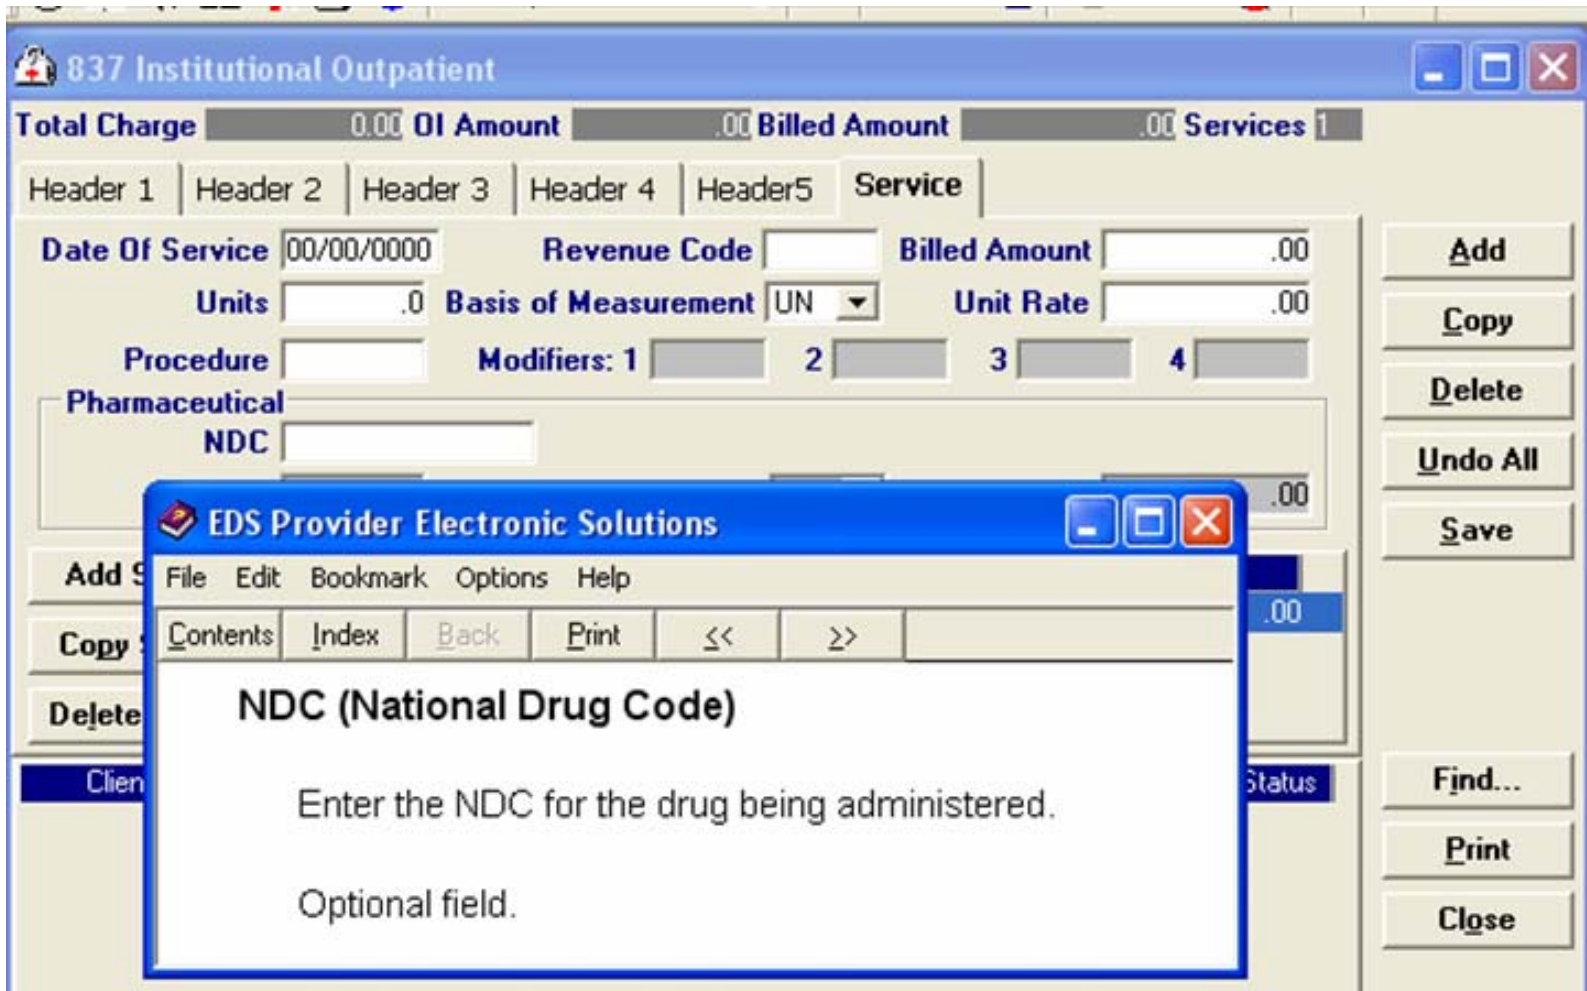 837 Institutional Outpatient
Total Charge 0.00 OI Amount .00 Billed Amount .00 Services 1
Header 1 Header 2 Header 3 Header 4 Header5 Service
Date Of Service 00/00/0000 Revenue Code Billed Amount .00
Units .0 Basis of Measurement UN Unit Rate .00
Procedure Modifiers: 1 2 3 4
Pharmaceutical
NDC
.00
Add
Copy
Delete
Undo All
Save
EDS Provider Electronic Solutions
File Edit Bookmark Options Help
Contents Index Back Print << >>
NDC (National Drug Code)
Enter the NDC for the drug being administered.
Optional field.
Add S
Copy
Delete
.00
Clien
Status
Find...
Print
Close